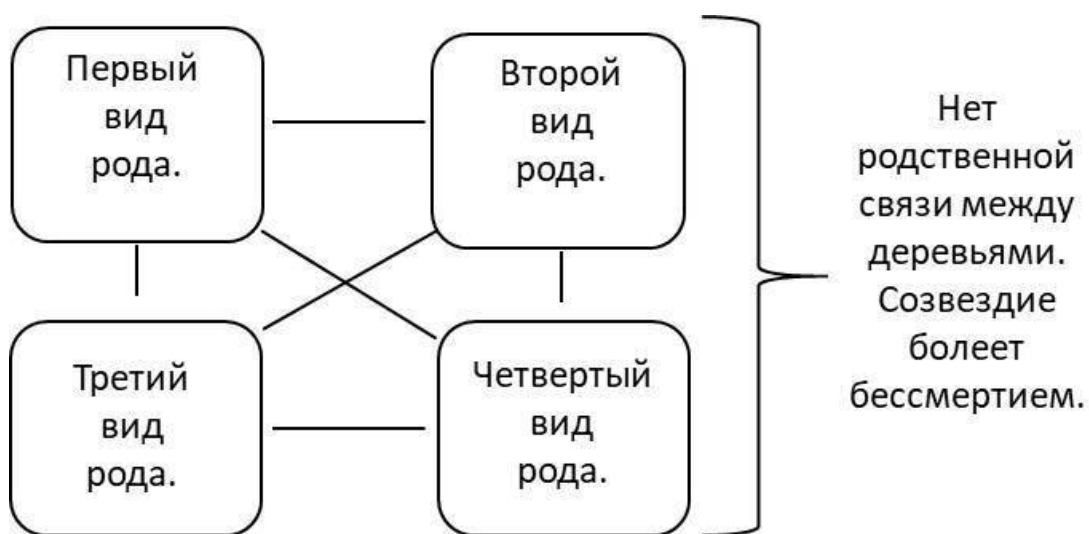 Первый
вид
рода.
Второй
вид
рода.
Третий
вид
рода.
Четвертый
вид
рода.
Нет
родственной
связи между
деревьями.
Созвездие
болеет
бессмертием.